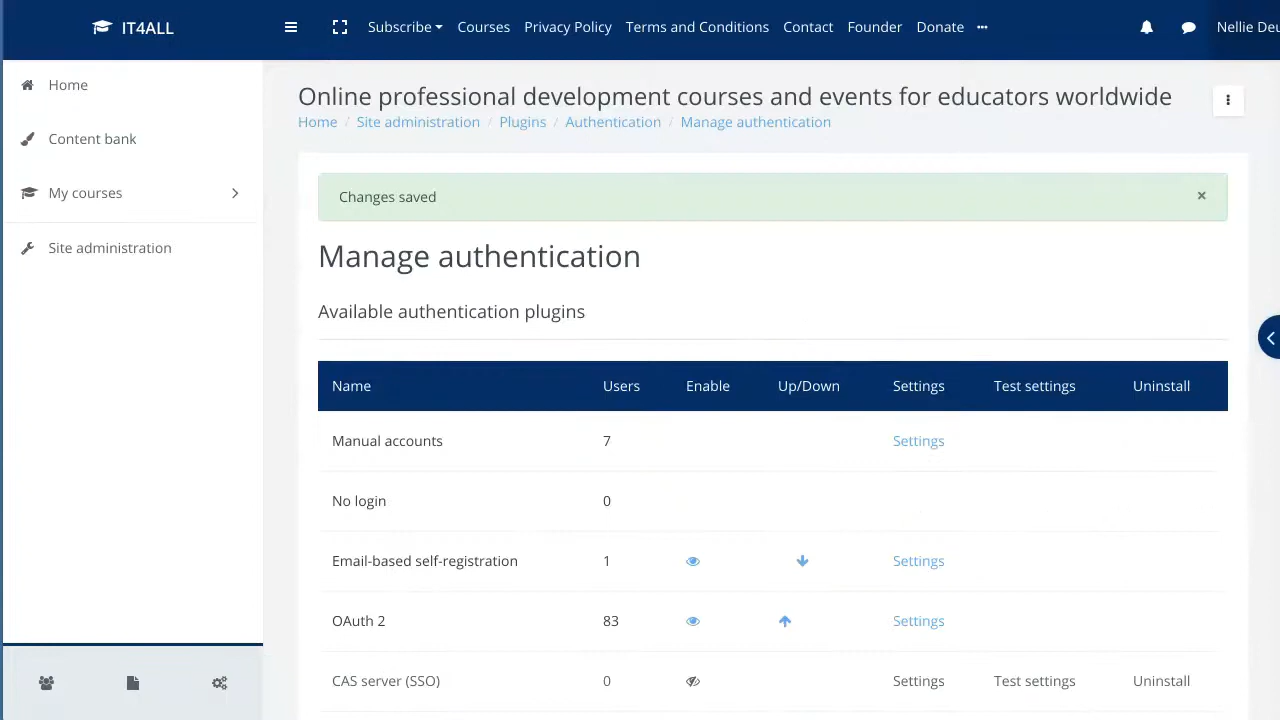 IT4ALL
Subscribe Courses Privacy Policy Terms and Conditions Contact Founder Donate
Home
Content bank
My courses
Site administration
Online professional development courses and events for educators worldwide
Home / Site administration / Plugins / Authentication / Manage authentication
Changes saved ×
Manage authentication
Available authentication plugins
Name Users Enable Up/Down Settings Test settings Uninstall
Manual accounts 7 Settings
No login 0
Email-based self-registration 1 Settings
OAuth 2 83 Settings
CAS server (SSO) 0 Settings Test settings Uninstall